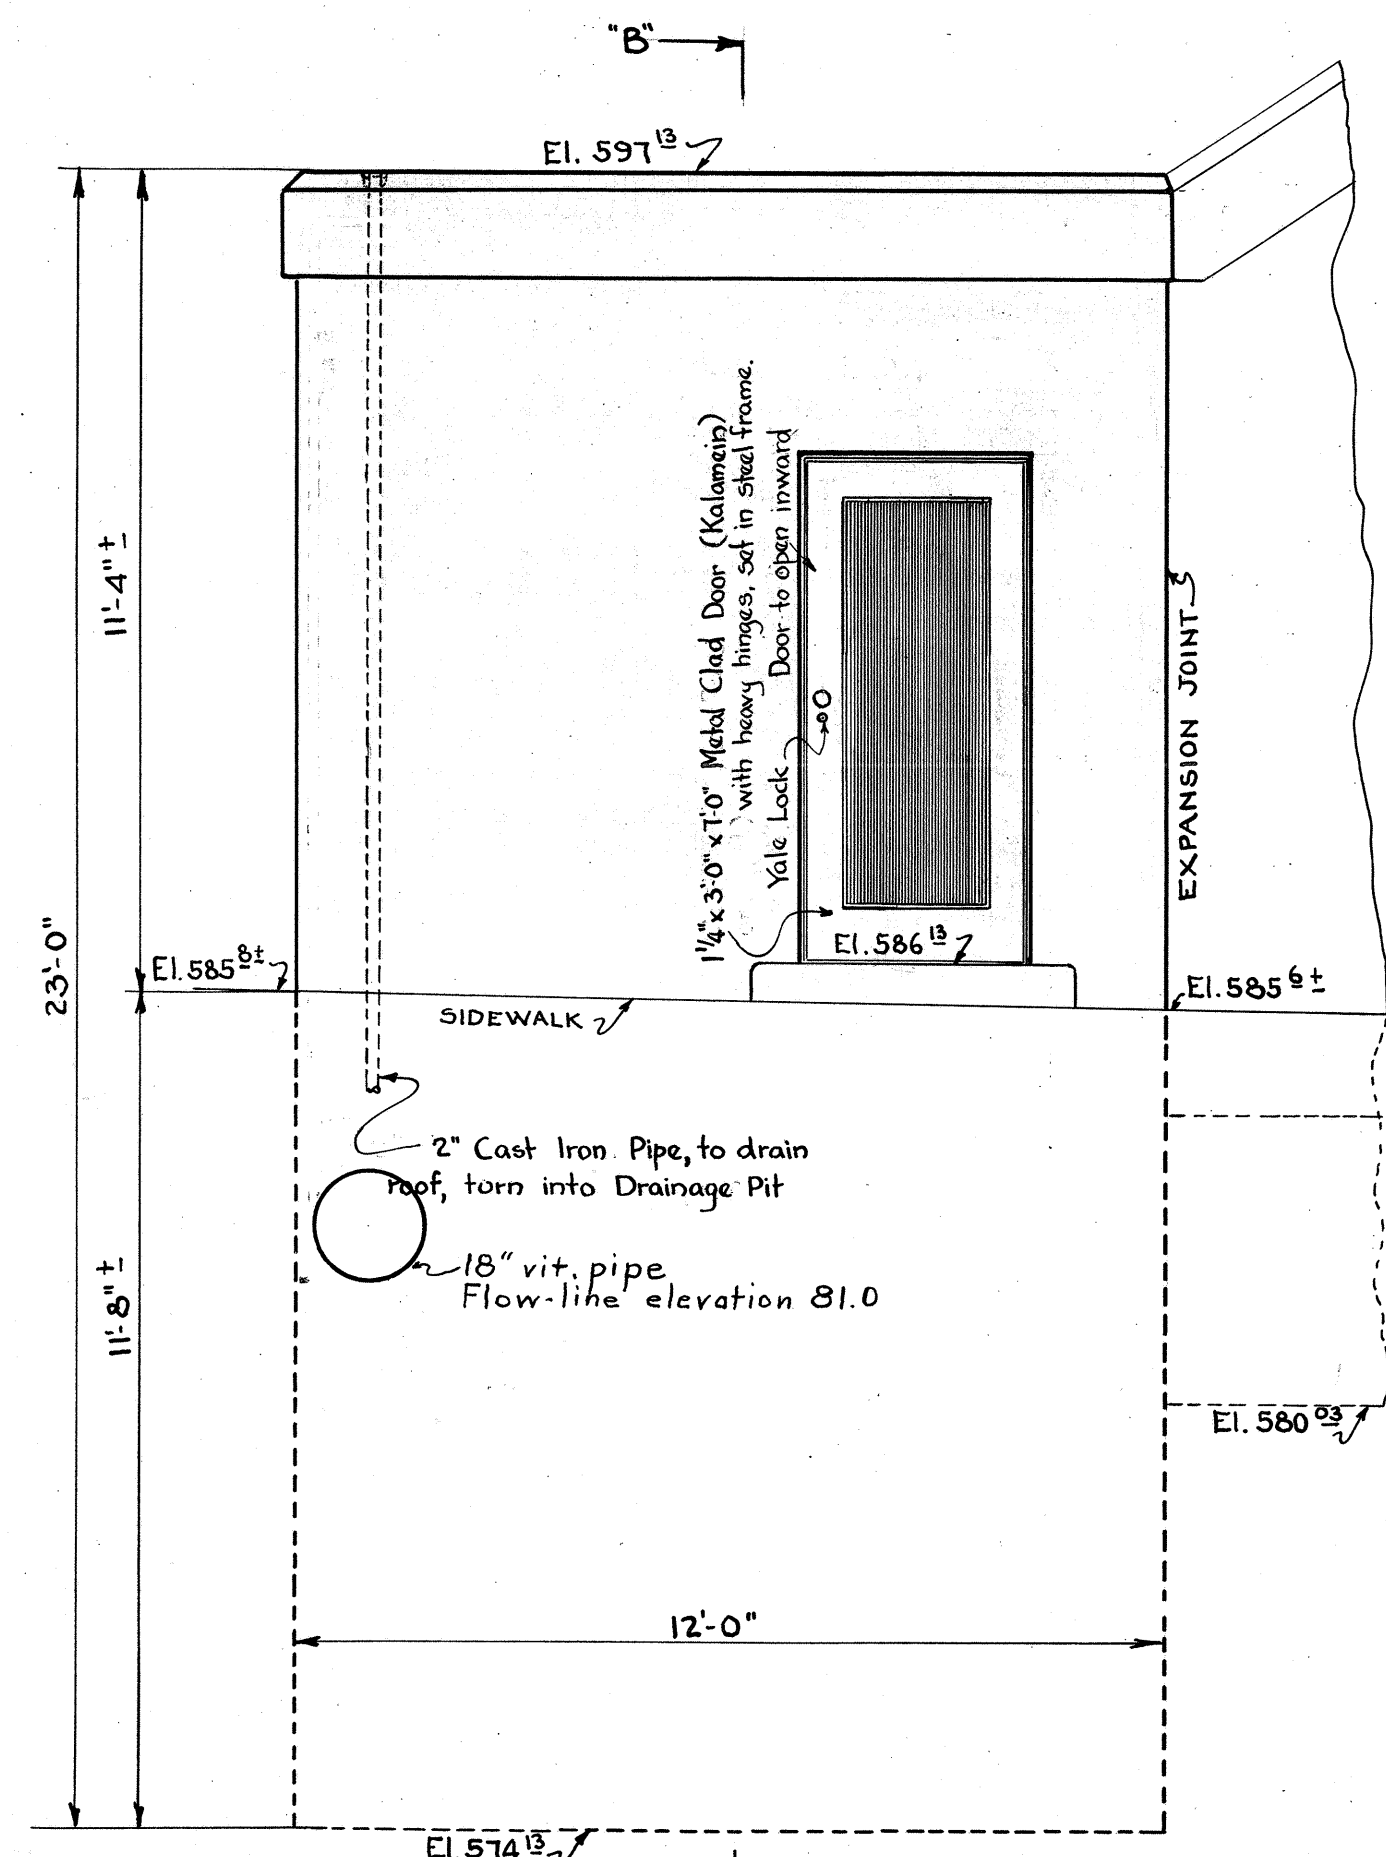 "B"
El. 597 13
11'-4" ±
23'-0"
11'-8" ±
1¼" x 3'-0" x 7'-0" Metal Clad Door (Kalamein)
with heavy hinges, set in steel frame.
Door to open inward
Yale Lock
EXPANSION JOINT
El. 586 13
El. 585 8±
El. 585 6±
SIDEWALK
2" Cast Iron Pipe, to drain
roof, turn into Drainage Pit
18" vit. pipe
Flow-line elevation 81.0
El. 580 03
12'-0"
El. 574 13